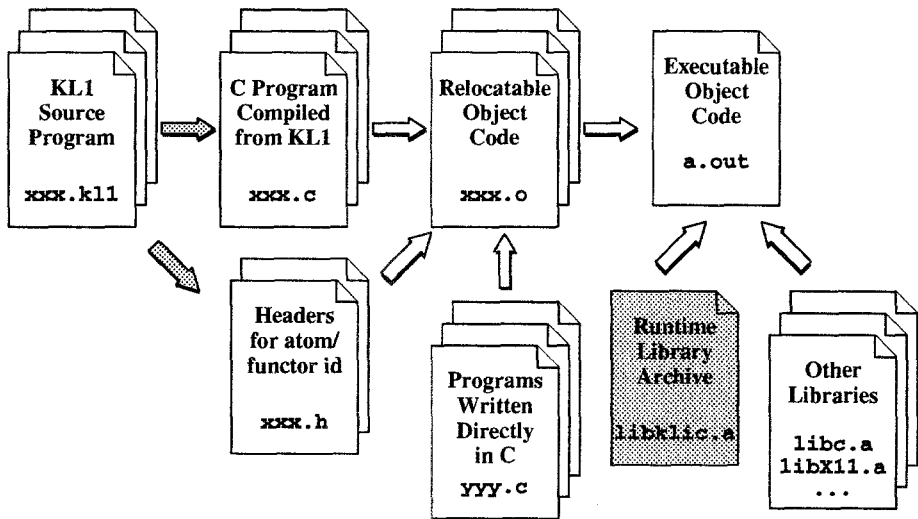 KL1
Source
Program
xxx.kl1
C Program
Compiled
from KL1
xxx.c
Relocatable
Object
Code
xxx.o
Executable
Object
Code
a.out
Headers
for atom/
functor id
xxx.h
Programs
Written
Directly
in C
yyy.c
Runtime
Library
Archive
libklic.a
Other
Libraries
libc.a
libX11.a
...